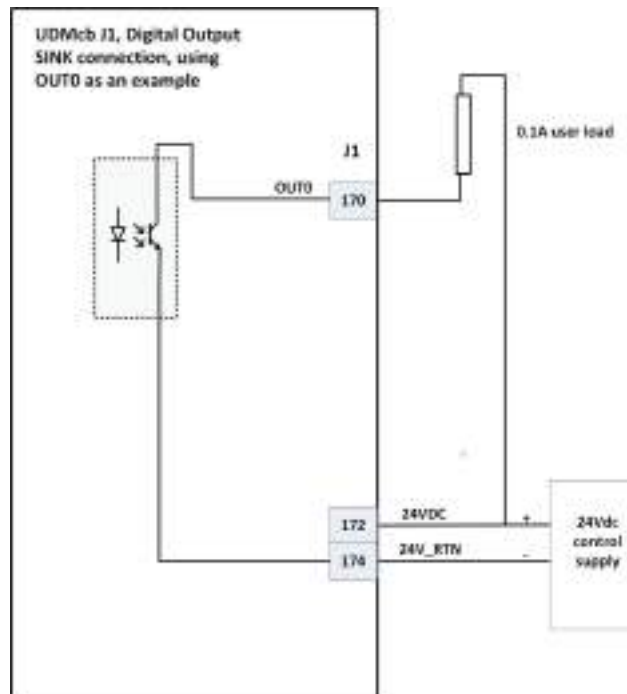 UDMcb J1, Digital Output
SINK connection, using
OUT0 as an example
J1
0.1A user load
OUT0
170
172
24VDC
+
174
24V_RTN
-
24Vdc
control
supply